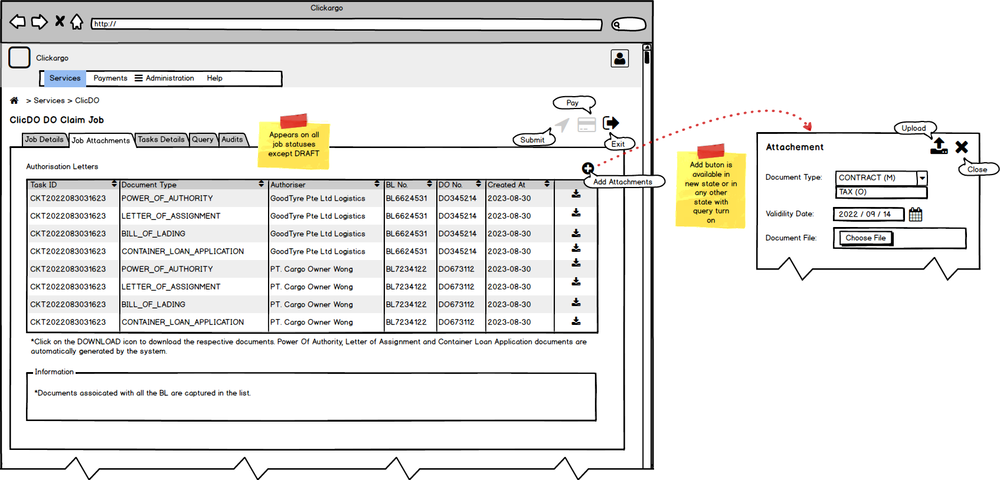 Clickargo
http://
Clickargo
Services Payments Administration Help
> Services > ClicDO
Pay
ClicDO DO Claim Job
Submit
Exit
Job Details Job Attachments Tasks Details Query Audits
Appears on all
job statuses
except DRAFT
Authorisation Letters
Add Attachments
Task ID Document Type Authoriser BL No. DO No. Created At
CKT2022083031623 POWER_OF_AUTHORITY GoodTyre Pte Ltd Logistics BL6624531 DO345214 2023-08-30
CKT2022083031623 LETTER_OF_ASSIGNMENT GoodTyre Pte Ltd Logistics BL6624531 DO345214 2023-08-30
CKT2022083031623 BILL_OF_LADING GoodTyre Pte Ltd Logistics BL6624531 DO345214 2023-08-30
CKT2022083031623 CONTAINER_LOAN_APPLICATION GoodTyre Pte Ltd Logistics BL6624531 DO345214 2023-08-30
CKT2022083031623 POWER_OF_AUTHORITY PT. Cargo Owner Wong BL7234122 DO673112 2023-08-30
CKT2022083031623 LETTER_OF_ASSIGNMENT PT. Cargo Owner Wong BL7234122 DO673112 2023-08-30
CKT2022083031623 BILL_OF_LADING PT. Cargo Owner Wong BL7234122 DO673112 2023-08-30
CKT2022083031623 CONTAINER_LOAN_APPLICATION PT. Cargo Owner Wong BL7234122 DO673112 2023-08-30
*Click on the DOWNLOAD icon to download the respective documents. Power Of Authority, Letter of Assignment and Container Loan Application documents are
automatically generated by the system.
Information
*Documents assoicated with all the BL are captured in the list.
Add buton is
available in
new state or in
any other
state with
query turn
on
Upload
Attachement
Close
Document Type: CONTRACT (M)
TAX (O)
Validility Date: 2022 / 09 / 14
Document File: Choose File